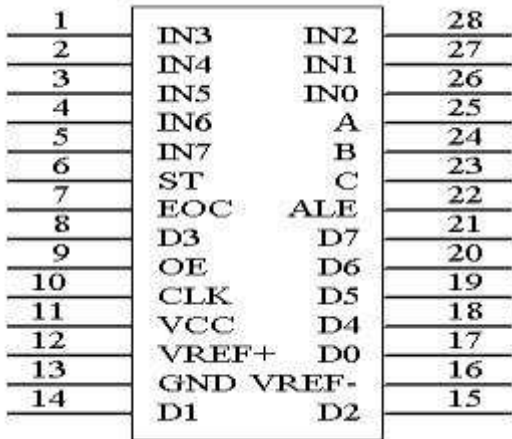 1 28
IN3 IN2
2 27
IN4 IN1
3 26
IN5 IN0
4 25
IN6 A
5 24
IN7 B
6 23
ST C
7 22
EOC ALE
8 21
D3 D7
9 20
OE D6
10 19
CLK D5
11 18
VCC D4
12 17
VREF+ D0
13 16
GND VREF-
14 15
D1 D2